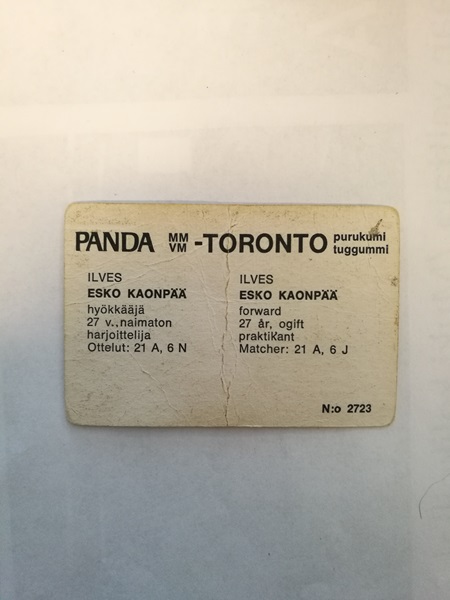 PANDA MM VM -TORONTO purukumi tuggummi
ILVES
ESKO KAONPÄÄ
hyökkääjä
27 v., naimaton
harjoittelija
Ottelut: 21 A, 6 N
ILVES
ESKO KAONPÄÄ
forward
27 år, ogift
praktikant
Matcher: 21 A, 6 J
N:o 2723